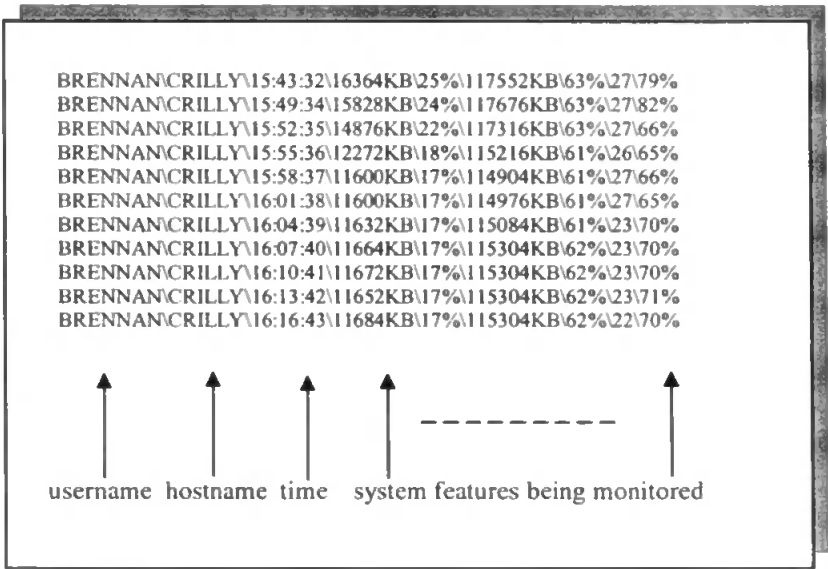 BRENNAN\CRILLY\15:43:32\16364KB\25%\117552KB\63%\27\79%
BRENNAN\CRILLY\15:49:34\15828KB\24%\117676KB\63%\27\82%
BRENNAN\CRILLY\15:52:35\14876KB\22%\117316KB\63%\27\66%
BRENNAN\CRILLY\15:55:36\12272KB\18%\115216KB\61%\26\65%
BRENNAN\CRILLY\15:58:37\11600KB\17%\114904KB\61%\27\66%
BRENNAN\CRILLY\16:01:38\11600KB\17%\114976KB\61%\27\65%
BRENNAN\CRILLY\16:04:39\11632KB\17%\115084KB\61%\23\70%
BRENNAN\CRILLY\16:07:40\11664KB\17%\115304KB\62%\23\70%
BRENNAN\CRILLY\16:10:41\11672KB\17%\115304KB\62%\23\70%
BRENNAN\CRILLY\16:13:42\11652KB\17%\115304KB\62%\23\71%
BRENNAN\CRILLY\16:16:43\11684KB\17%\115304KB\62%\22\70%
username hostname time system features being monitored